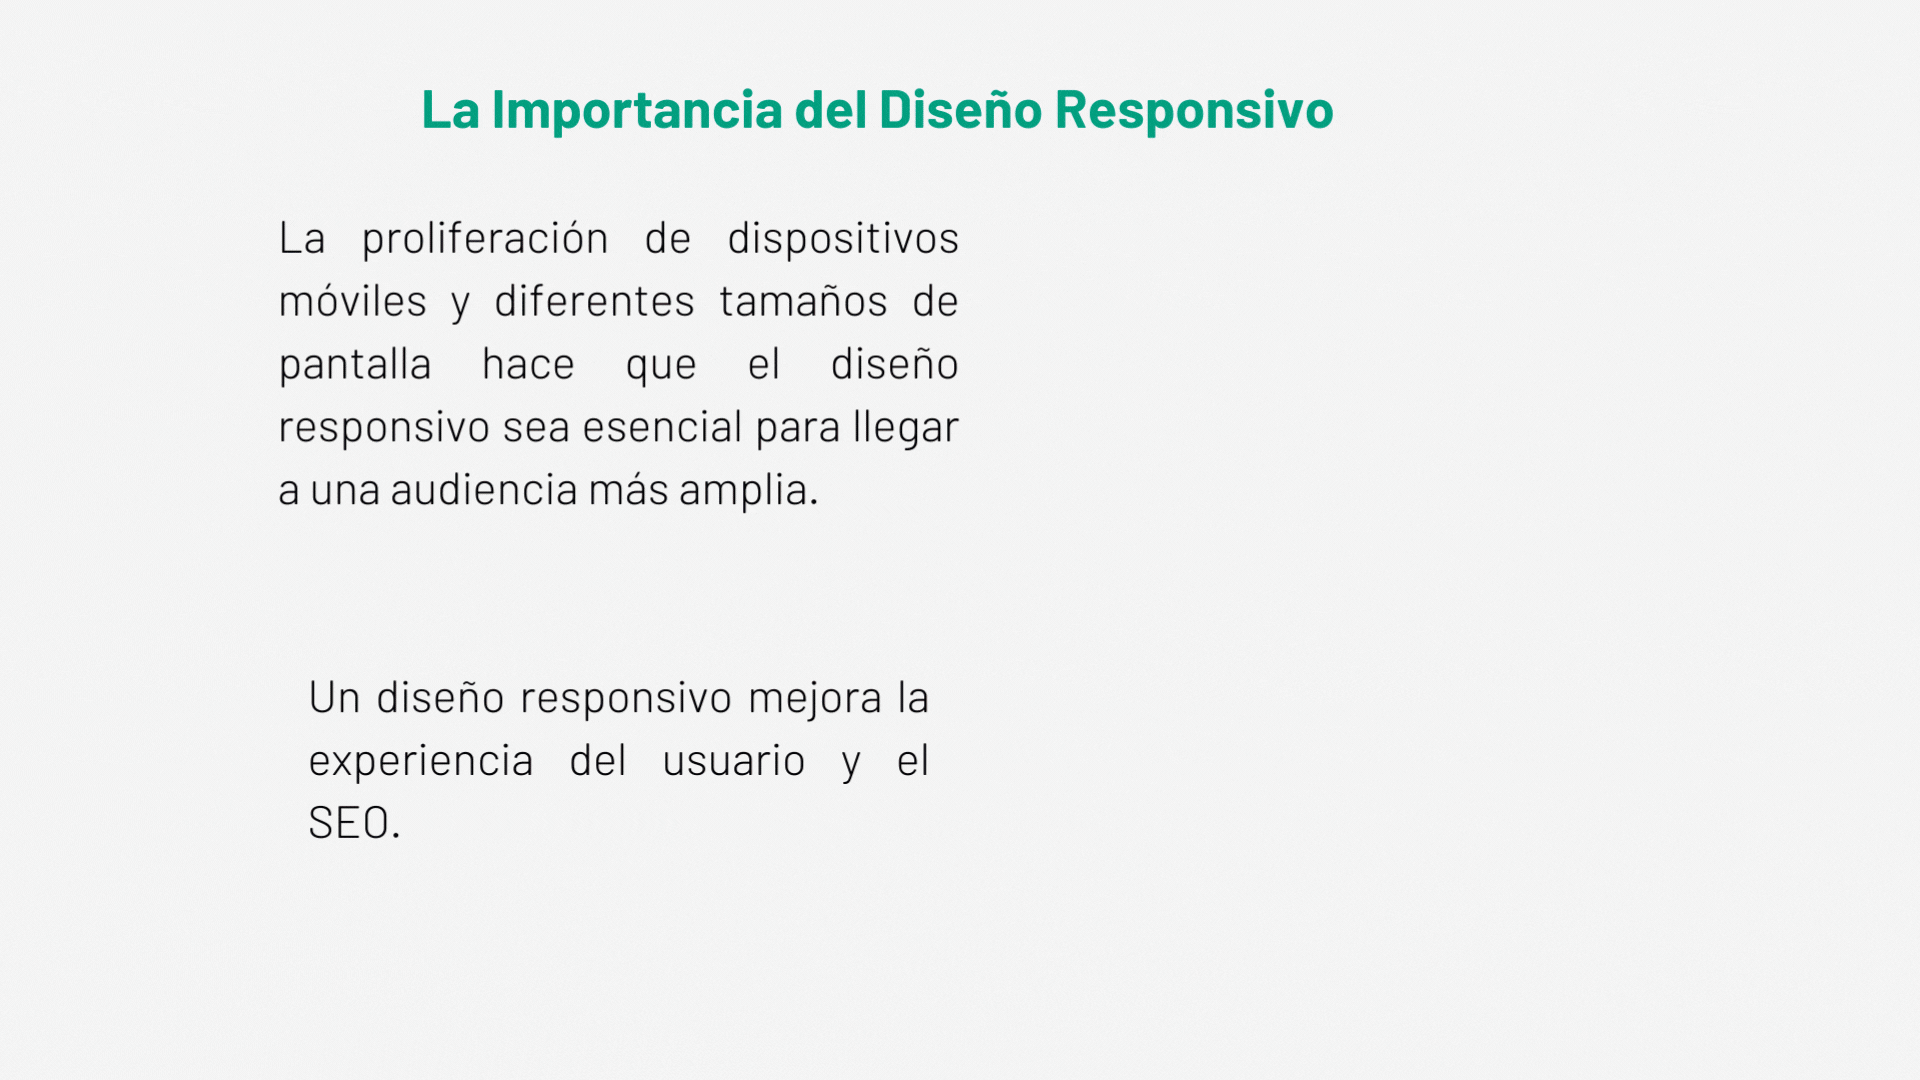 La Importancia del Diseño Responsivo
La proliferación de dispositivos
móviles y diferentes tamaños de
pantalla hace que el diseño
responsivo sea esencial para llegar
a una audiencia más amplia.
Un diseño responsivo mejora la
experiencia del usuario y el
SEO.